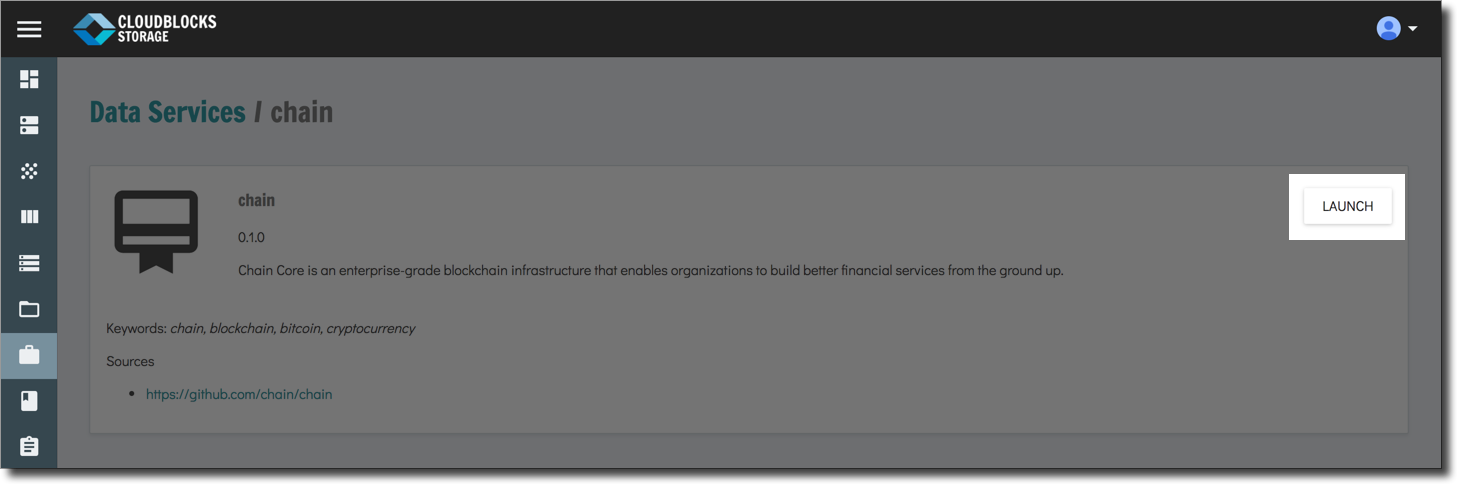 CLOUDBLOCKS
STORAGE
Data Services / chain
chain
LAUNCH
0.1.0
Chain Core is an enterprise-grade blockchain infrastructure that enables organizations to build better financial services from the ground up.
Keywords: chain, blockchain, bitcoin, cryptocurrency
Sources
• https://github.com/chain/chain